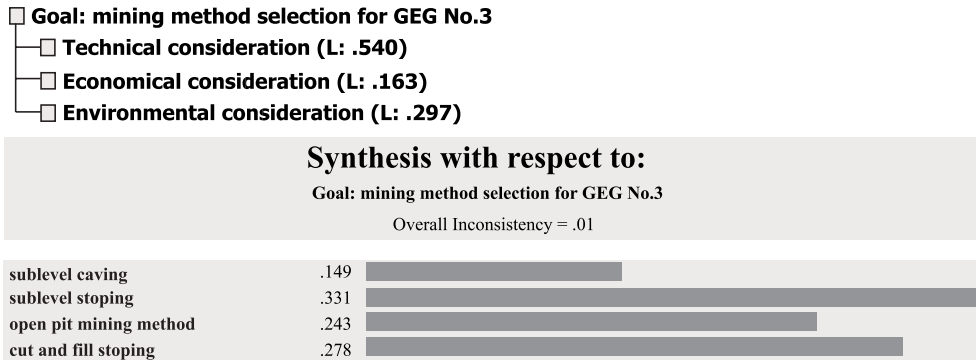 Goal: mining method selection for GEG No.3
Technical consideration (L: .540)
Economical consideration (L: .163)
Environmental consideration (L: .297)
Synthesis with respect to:
Goal: mining method selection for GEG No.3
Overall Inconsistency = .01
sublevel caving .149
sublevel stoping .331
open pit mining method .243
cut and fill stoping .278